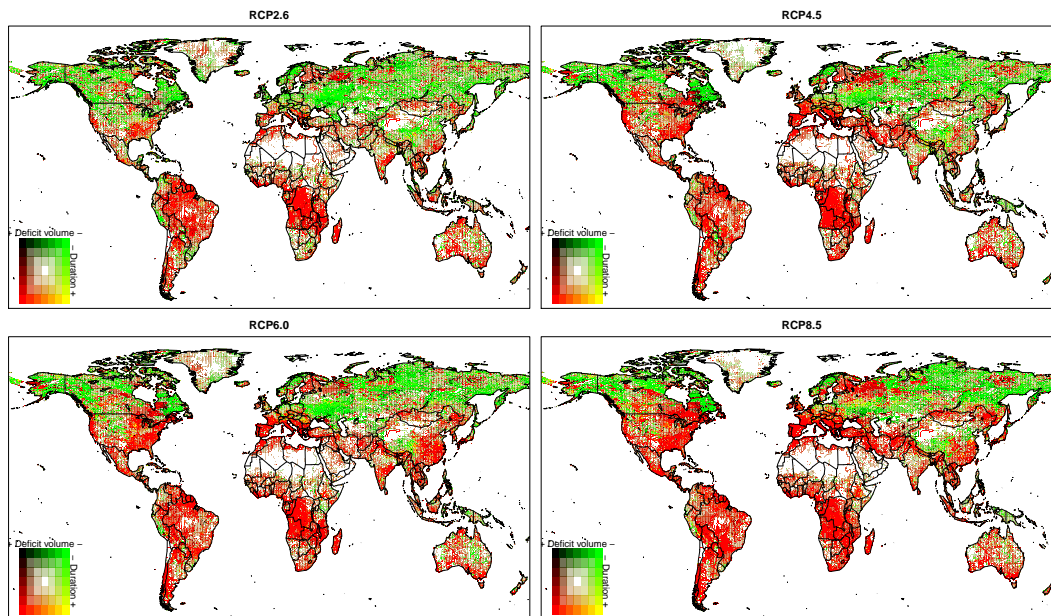 RCP2.6
RCP4.5
+ Deficit volume –
– Duration +
+ Deficit volume –
– Duration +
RCP6.0
RCP8.5
+ Deficit volume –
– Duration +
+ Deficit volume –
– Duration +